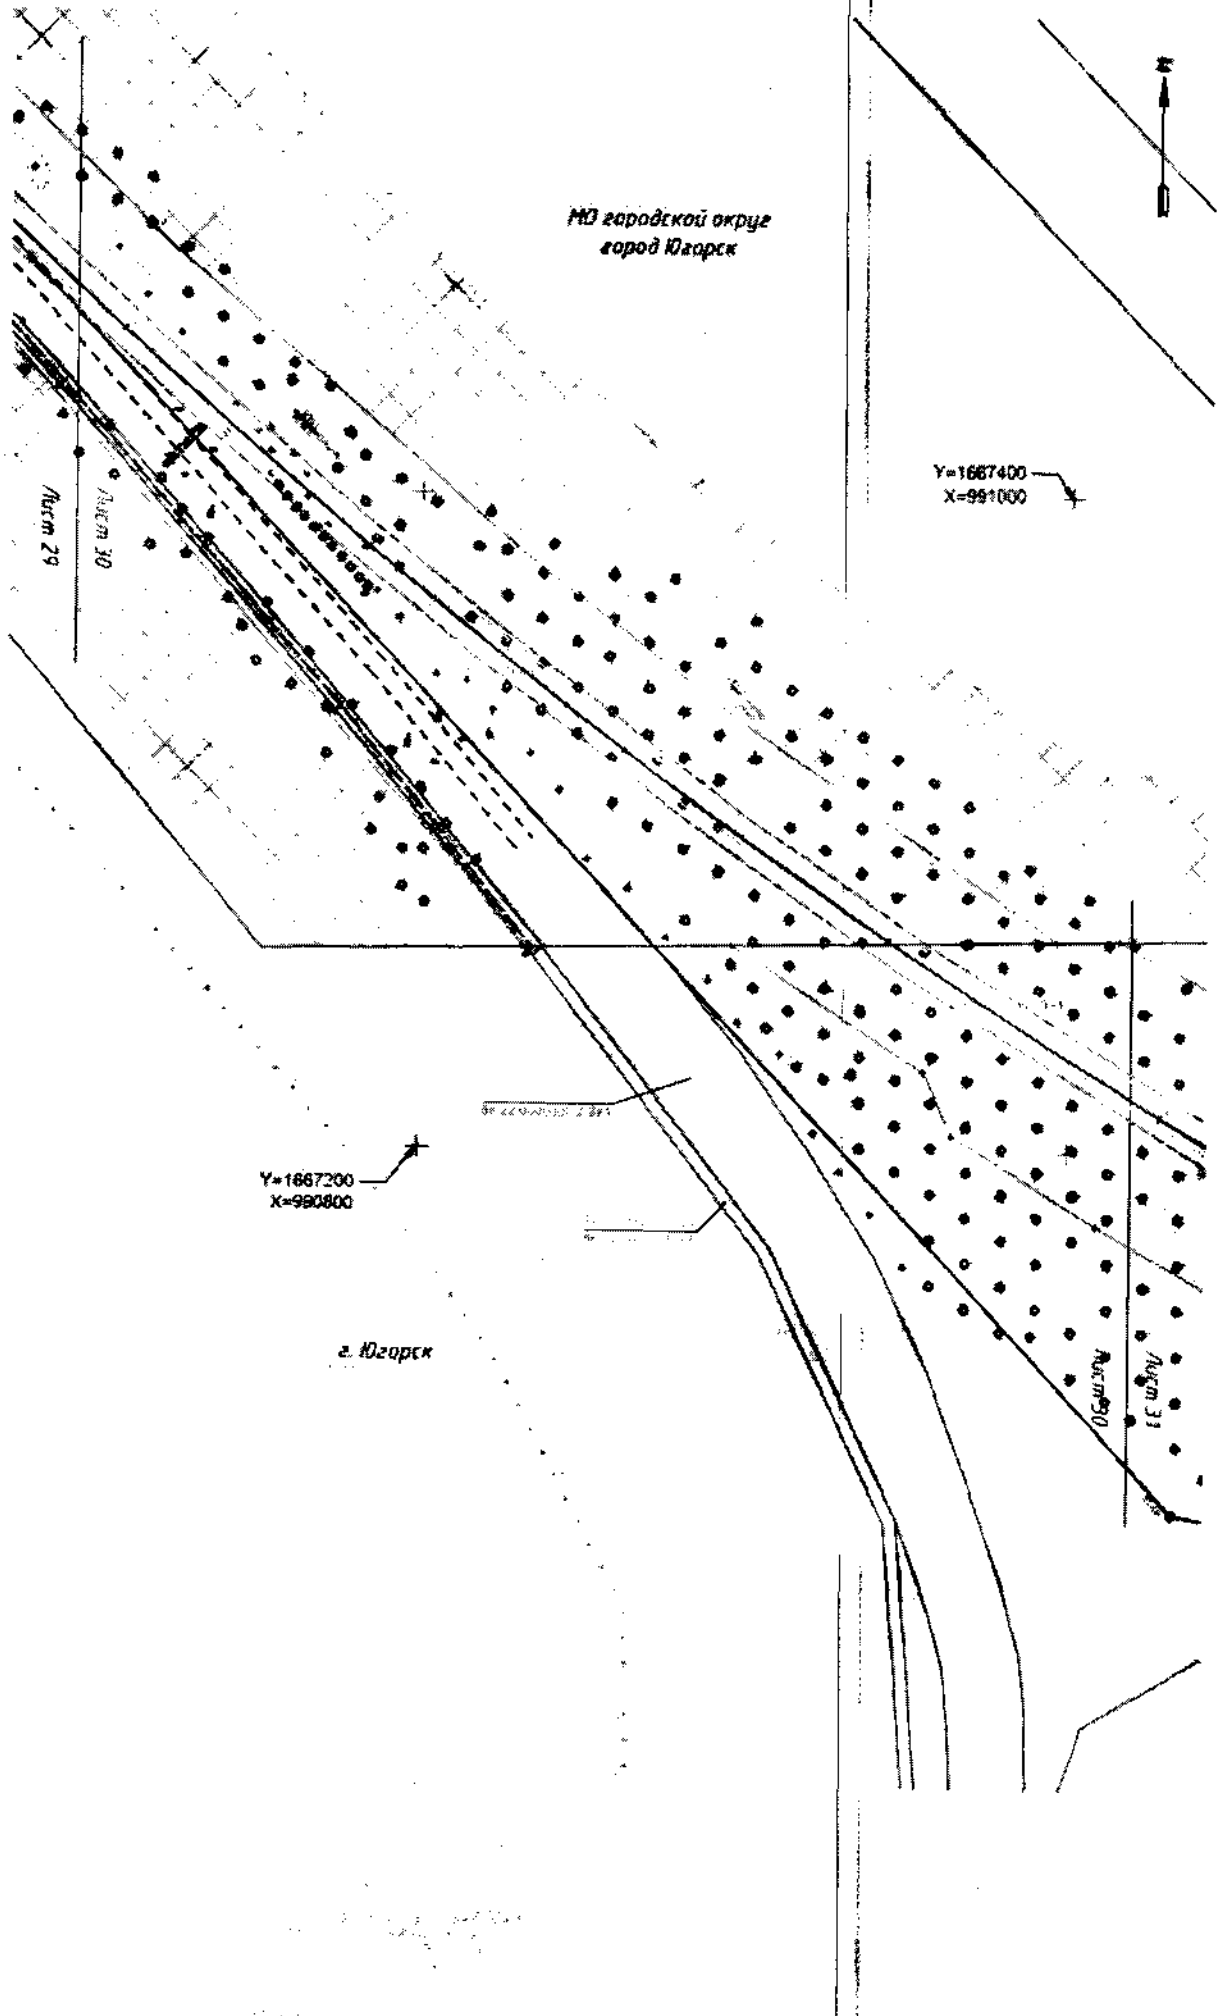 МО городской округ
город Югорск
Y=1667400
X=991000
Лист 29
Лист 30
Y=1667200
X=990800
г. Югорск
Лист 30
Лист 31